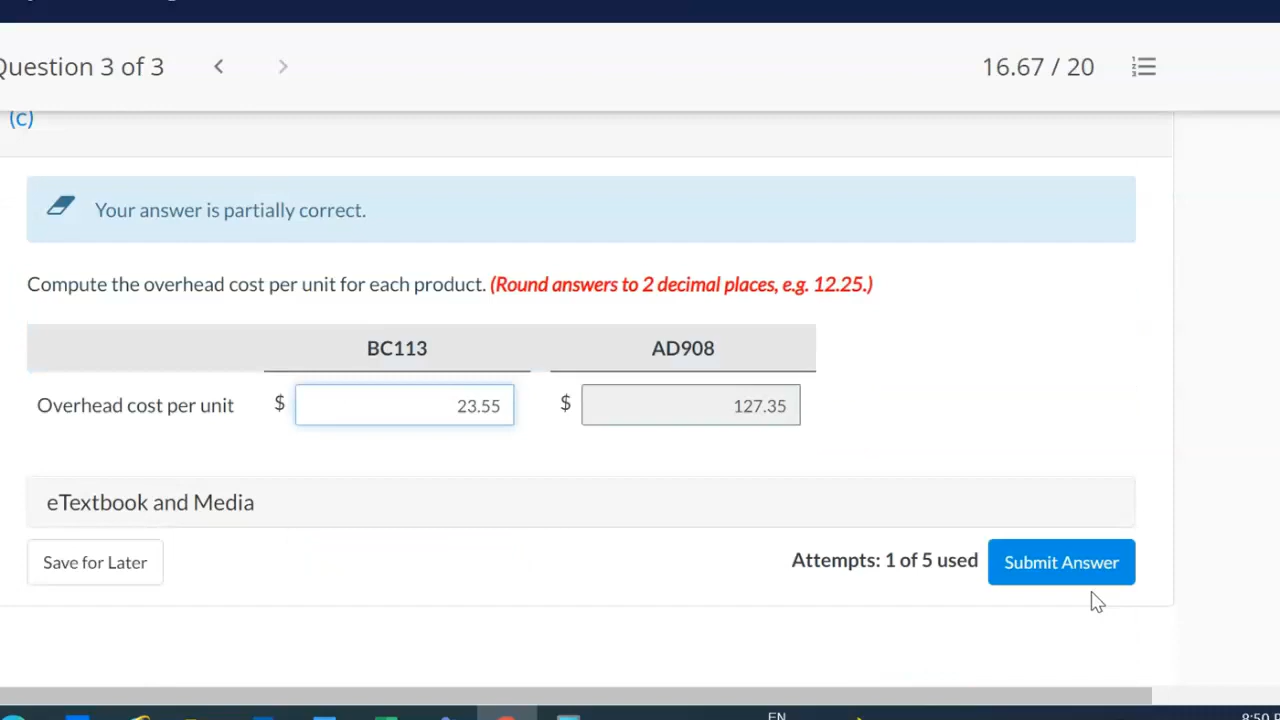 Question 3 of 3
16.67 / 20
(c)
Your answer is partially correct.
Compute the overhead cost per unit for each product. (Round answers to 2 decimal places, e.g. 12.25.)
BC113 AD908
Overhead cost per unit $ 23.55 $ 127.35
eTextbook and Media
Save for Later Attempts: 1 of 5 used Submit Answer
EN